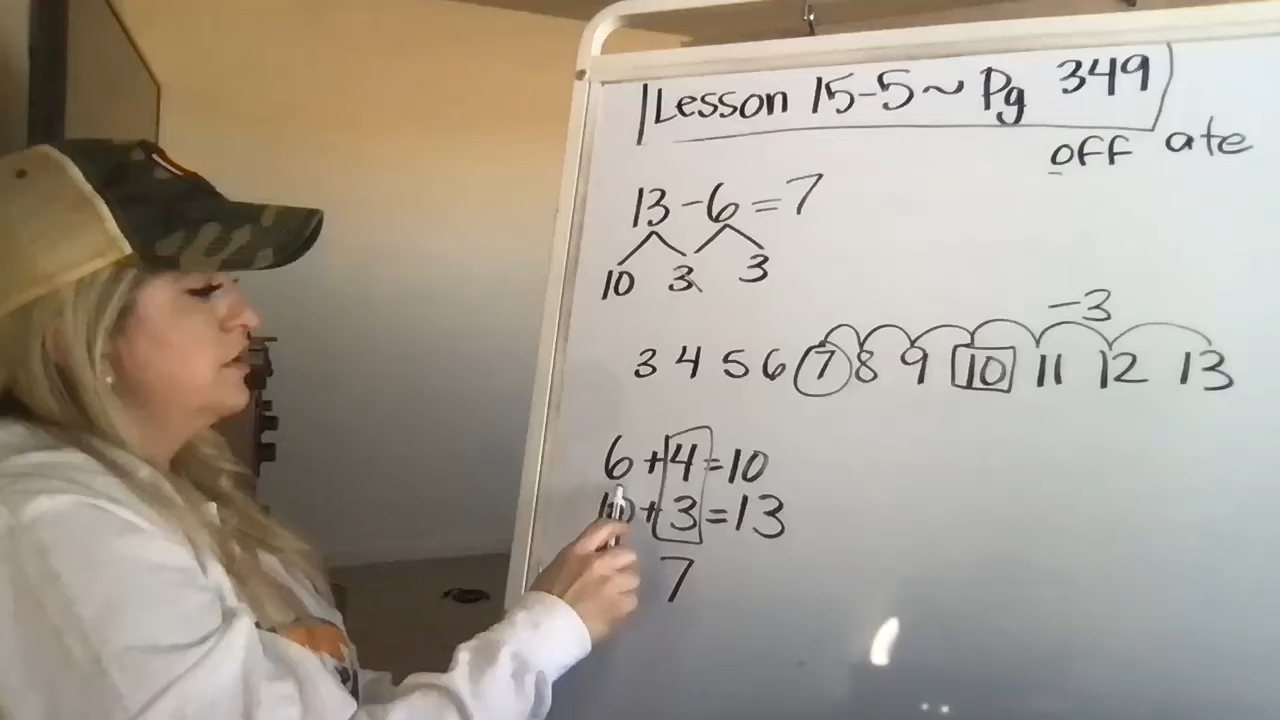 Lesson 15-5~ Pg 349
off ate
13-6=7
10 3 3
-3
3 4 5 6 7 8 9 10 11 12 13
6+4=10
10+3=13
7